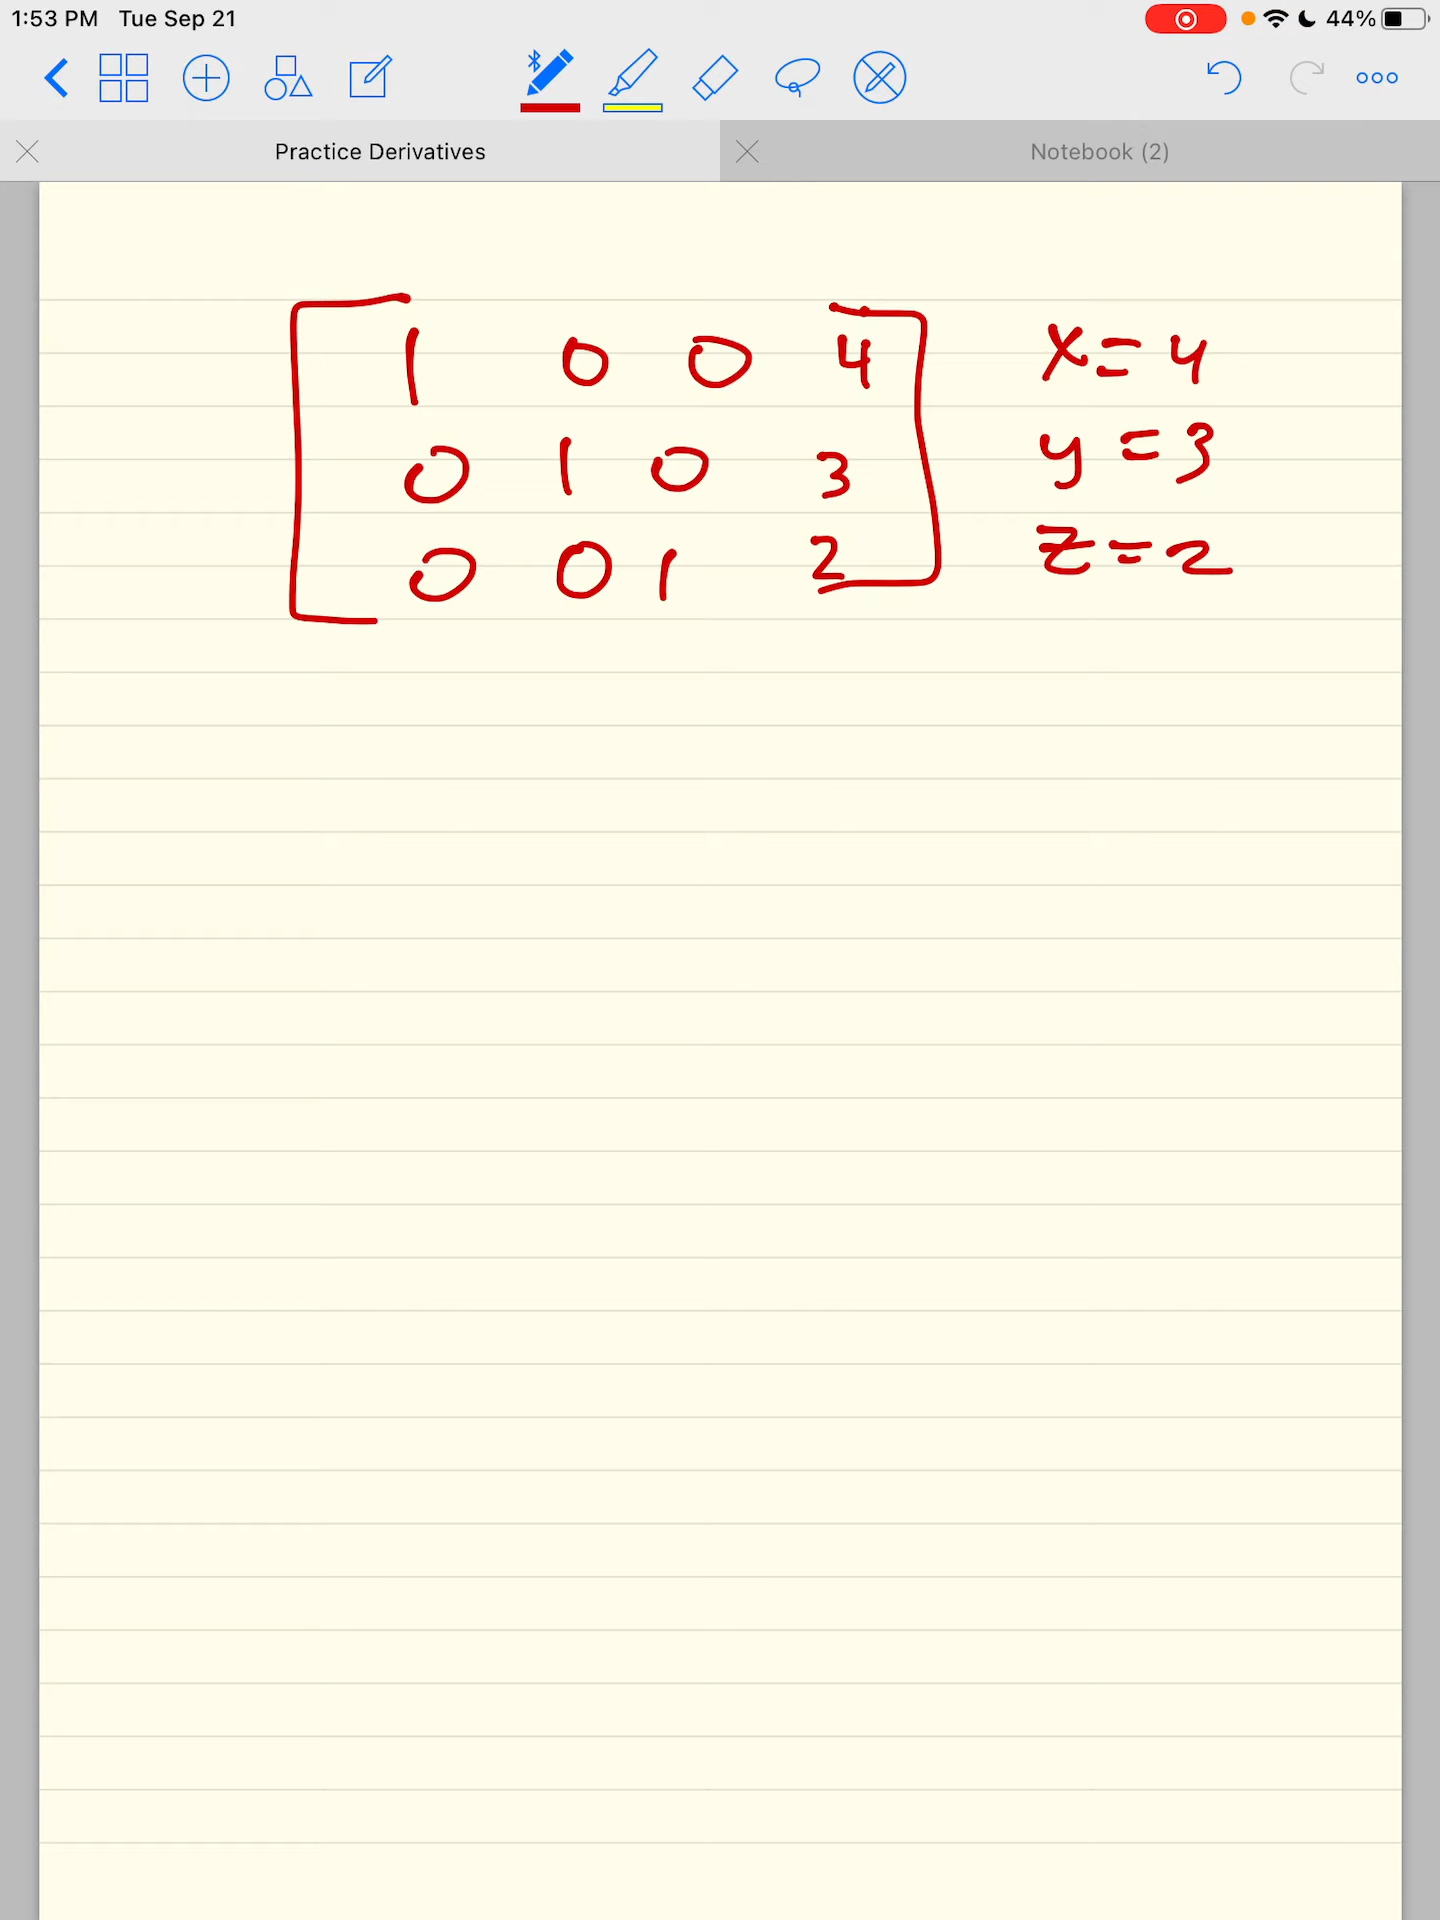 1:53 PM Tue Sep 21 44%
Practice Derivatives Notebook (2)
1 0 0 4 x = 4
0 1 0 3 y = 3
0 0 1 2 z = 2